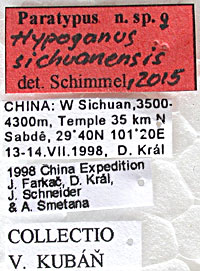 Paratypus n. sp. ♀
Hypoganus
sichuanensis
det. Schimmel, 2015
CHINA: W Sichuan, 3500-
4300m, Temple 35 km N
Sabdê, 29°40N 101°20E
13-14.VII.1998, D. Král
1998 China Expedition
J. Farkač, D. Král,
J. Schneider
& A. Smetana
COLLECTIO
V. KUBÁŇ